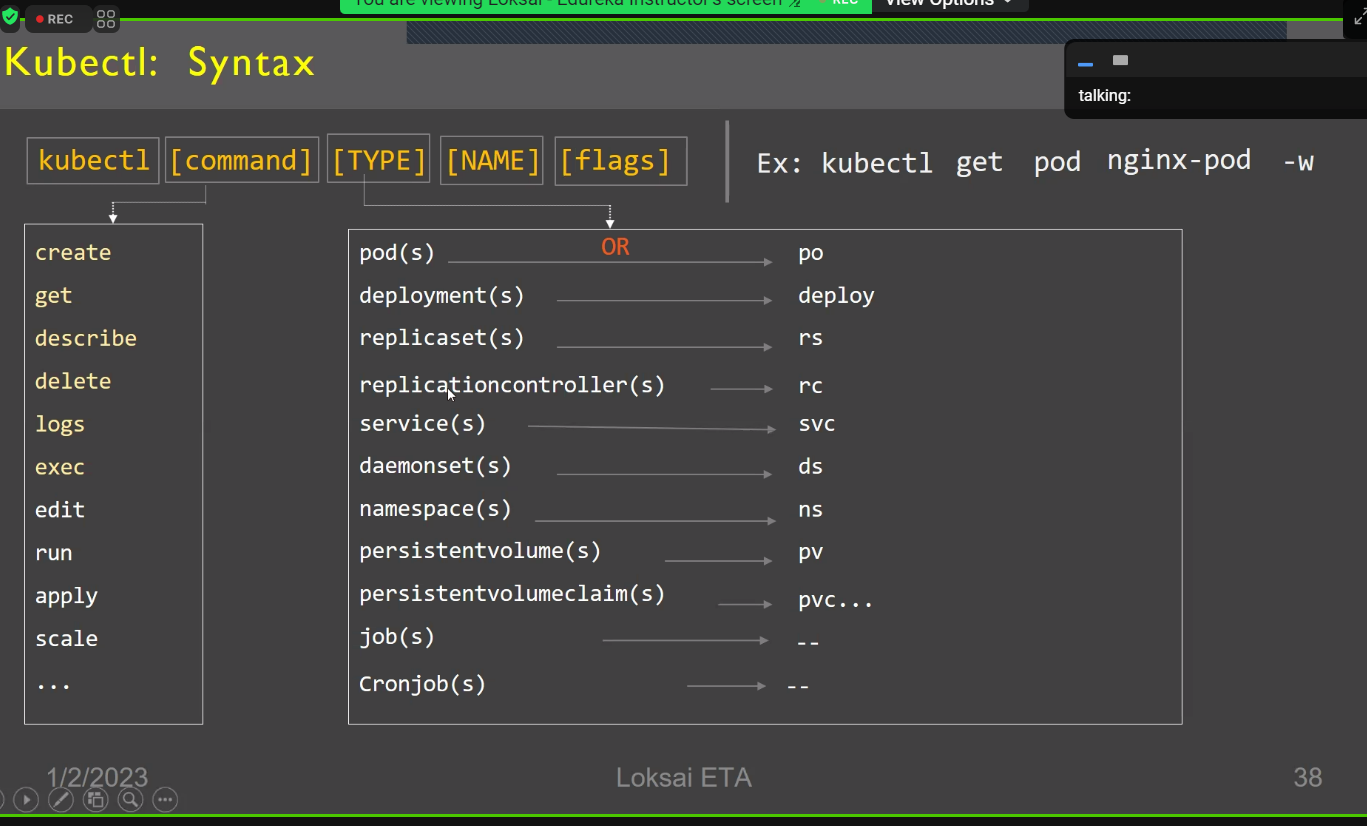 You are viewing Loksai - Edureka Instructor's screen REC View Options
REC
Kubectl: Syntax
talking:
kubectl [command] [TYPE] [NAME] [flags] Ex: kubectl get pod nginx-pod -w
create
get
describe
delete
logs
exec
edit
run
apply
scale
...
pod(s) OR po
deployment(s) deploy
replicaset(s) rs
replicationcontroller(s) rc
service(s) svc
daemonset(s) ds
namespace(s) ns
persistentvolume(s) pv
persistentvolumeclaim(s) pvc...
job(s) --
Cronjob(s) --
1/2/2023 Loksai ETA 38